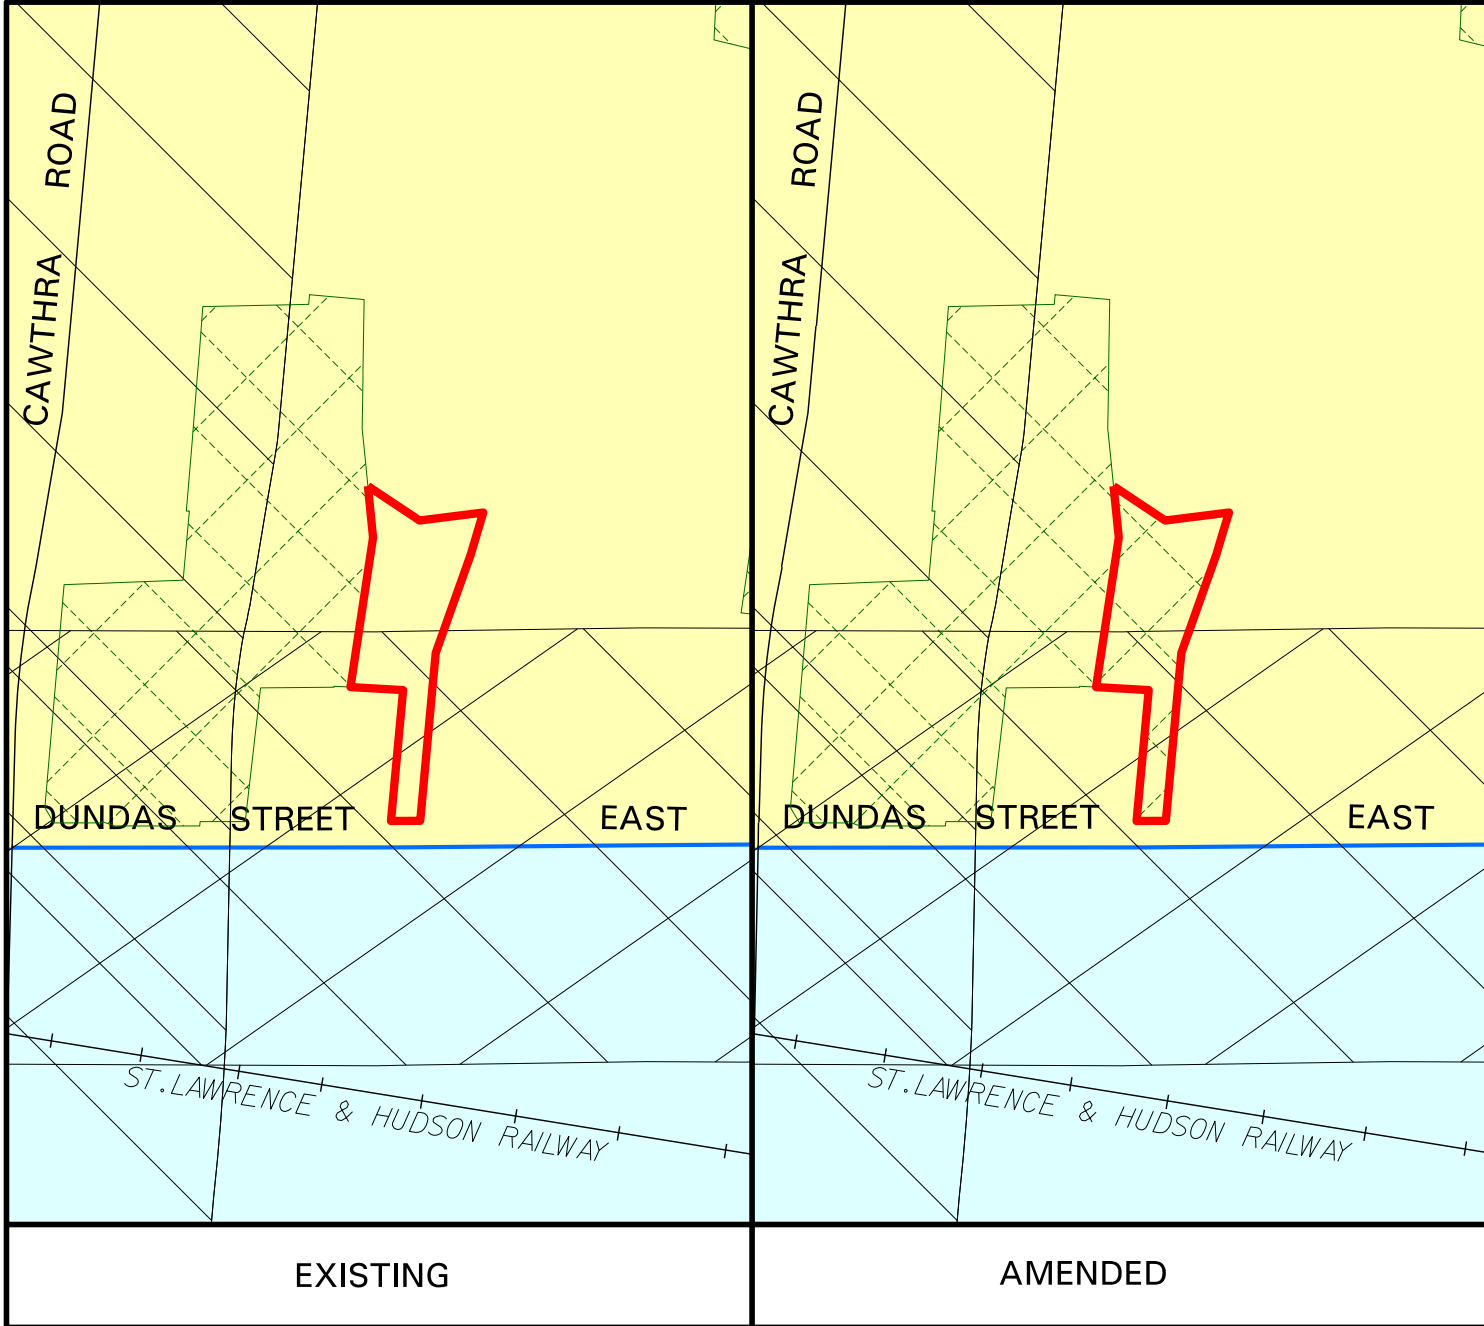 CAWTHRA ROAD
DUNDAS STREET EAST
ST.LAWRENCE & HUDSON RAILWAY
EXISTING
CAWTHRA ROAD
DUNDAS STREET EAST
ST.LAWRENCE & HUDSON RAILWAY
AMENDED